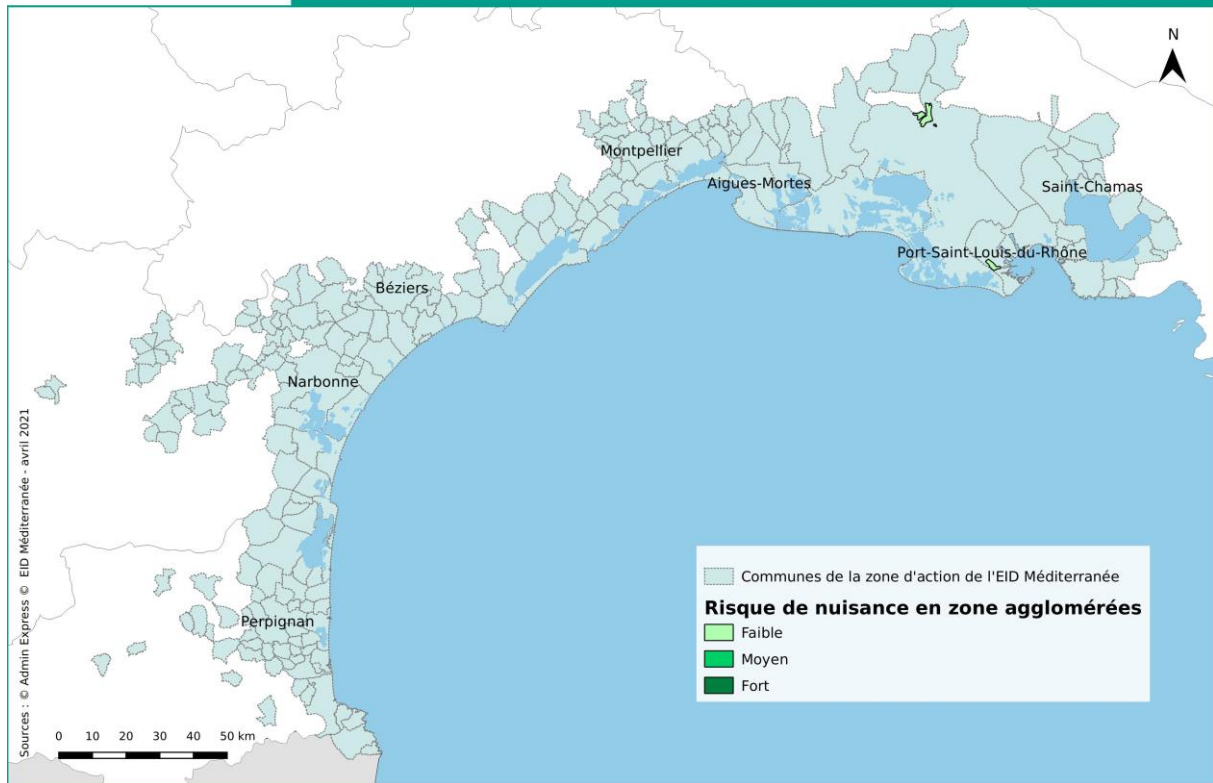 N
Montpellier
Aigues-Mortes
Saint-Chamas
Port-Saint-Louis-du-Rhône
Béziers
Narbonne
Perpignan
Communes de la zone d'action de l'EID Méditerranée
Risque de nuisance en zone agglomérées
Faible
Moyen
Fort
0 10 20 30 40 50 km
Sources : © Admin Express © EID Méditerranée - avril 2021